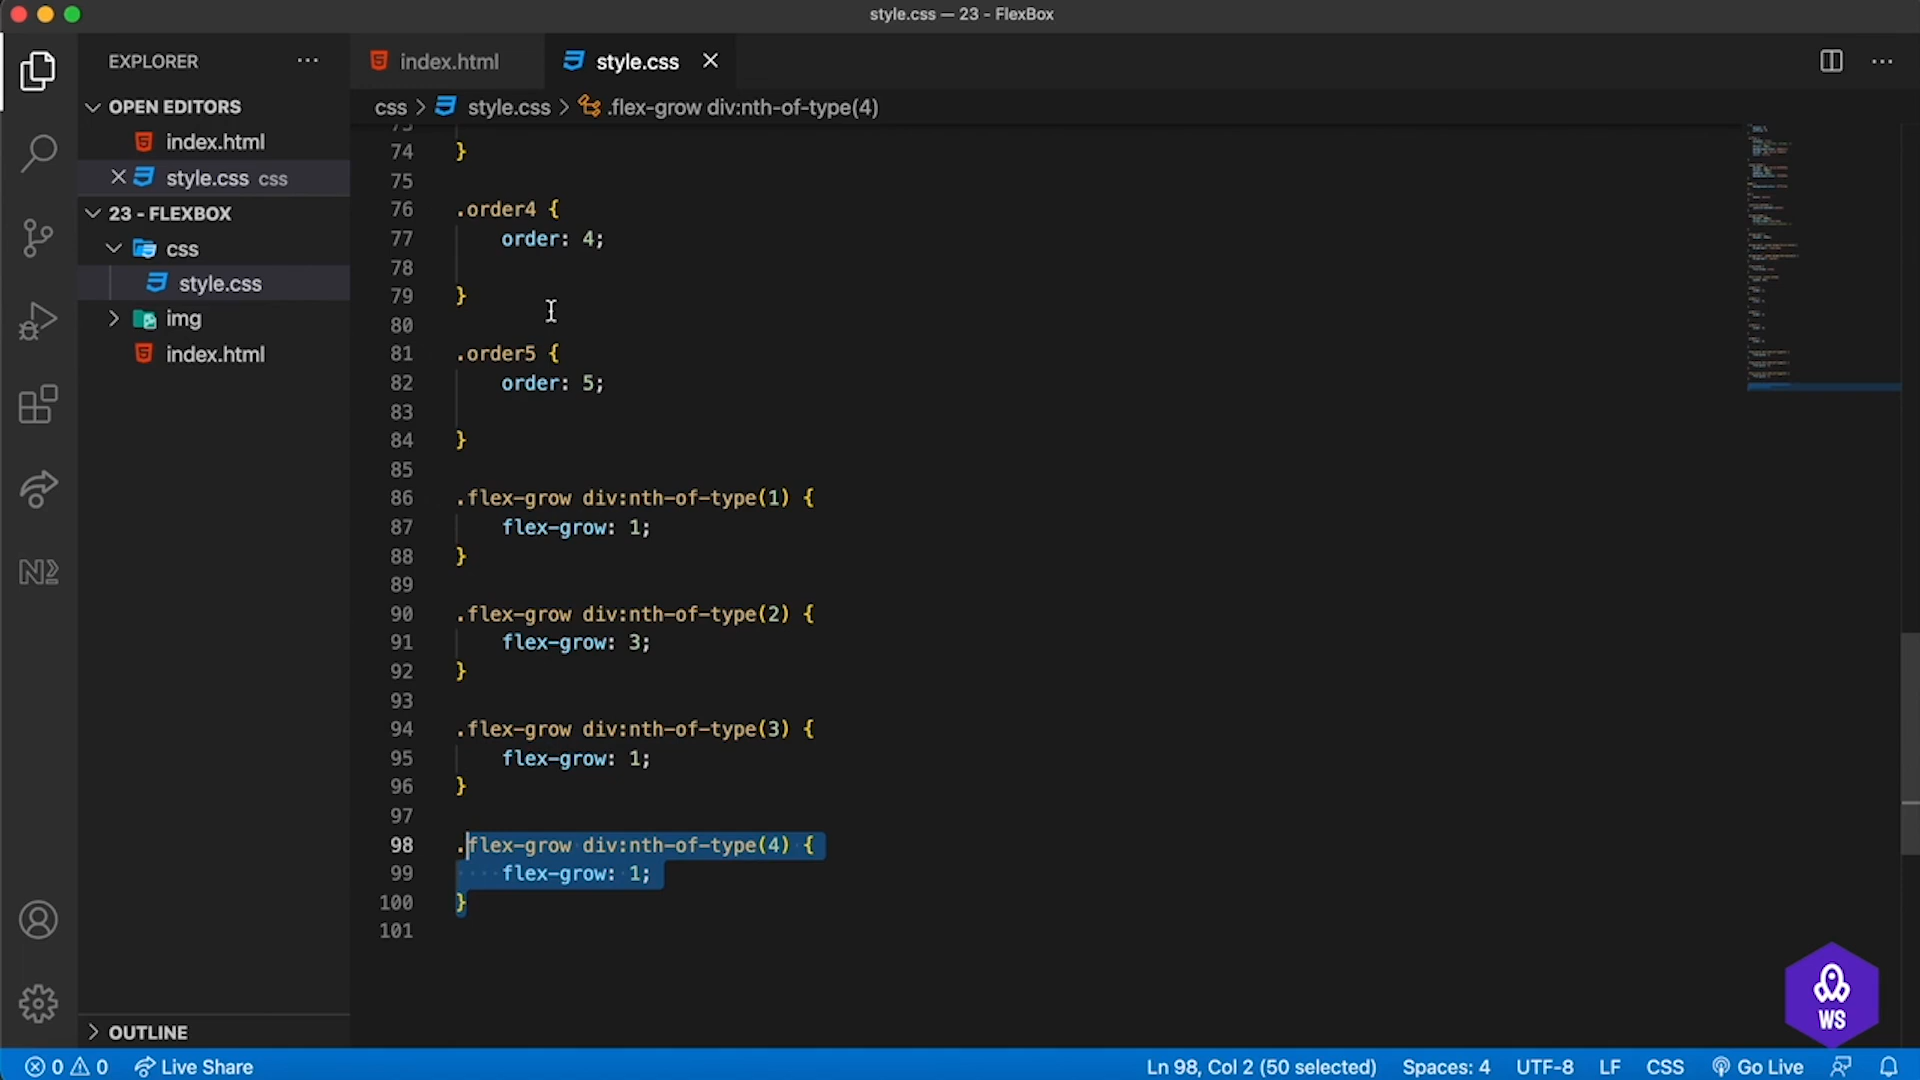 style.css — 23 - FlexBox
EXPLORER
index.html
style.css
OPEN EDITORS
index.html
style.css css
23 - FLEXBOX
css
style.css
img
index.html
OUTLINE
css > style.css > .flex-grow div:nth-of-type(4)
74 }
75
76 .order4 {
77 order: 4;
78
79 }
80
81 .order5 {
82 order: 5;
83
84 }
85
86 .flex-grow div:nth-of-type(1) {
87 flex-grow: 1;
88 }
89
90 .flex-grow div:nth-of-type(2) {
91 flex-grow: 3;
92 }
93
94 .flex-grow div:nth-of-type(3) {
95 flex-grow: 1;
96 }
97
98 .flex-grow div:nth-of-type(4) {
99 flex-grow: 1;
100 }
101
WS
0 0 Live Share Ln 98, Col 2 (50 selected) Spaces: 4 UTF-8 LF CSS Go Live